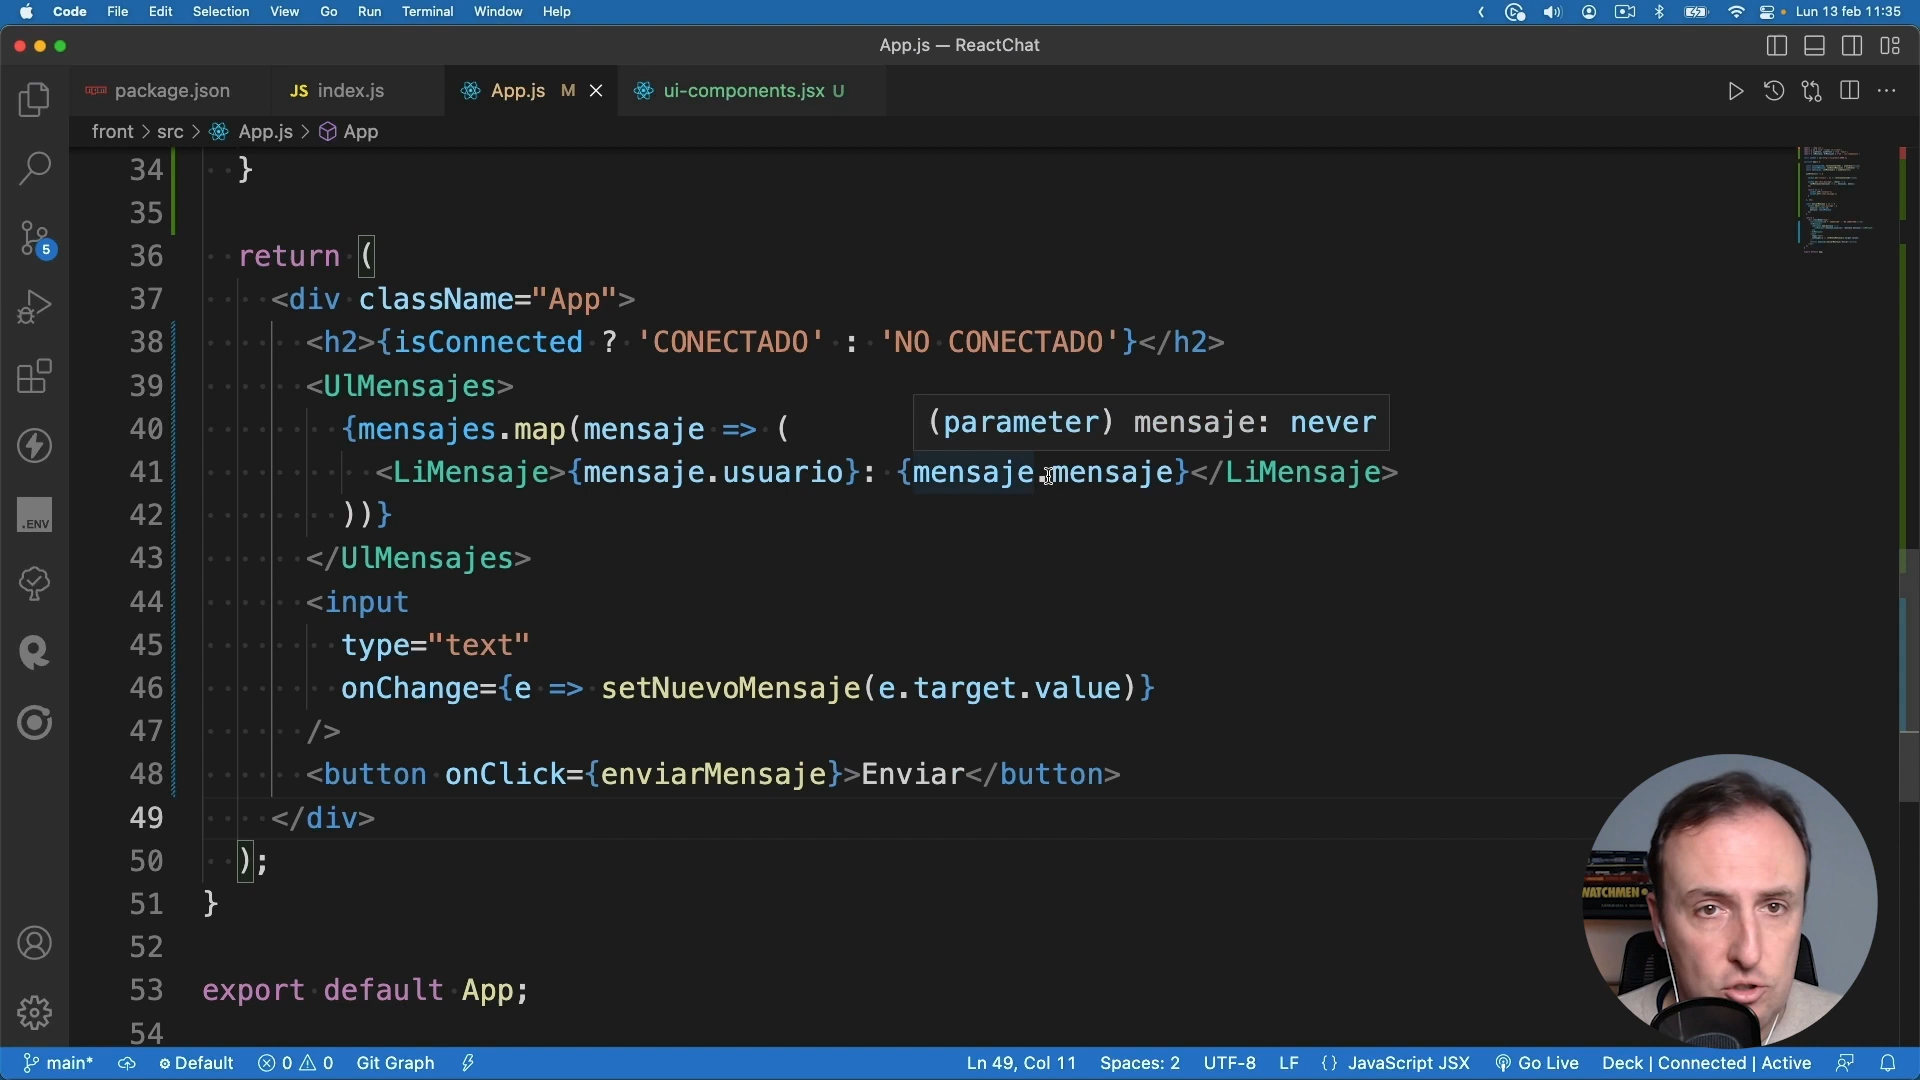 Code File Edit Selection View Go Run Terminal Window Help Lun 13 feb 11:35
App.js — ReactChat
package.json JS index.js App.js M ui-components.jsx U
front > src > App.js > App
34 }
35
36 return (
37 <div className="App">
38 <h2>{isConnected ? 'CONECTADO' : 'NO CONECTADO'}</h2>
39 <UlMensajes>
40 {mensajes.map(mensaje => (
(parameter) mensaje: never
41 <LiMensaje>{mensaje.usuario}: {mensaje.mensaje}</LiMensaje>
42 ))}
43 </UlMensajes>
44 <input
45 type="text"
46 onChange={e => setNuevoMensaje(e.target.value)}
47 />
48 <button onClick={enviarMensaje}>Enviar</button>
49 </div>
50 );
51 }
52
53 export default App;
54
5
.ENV
WATCHMEN
main* Default 0 0 Git Graph Ln 49, Col 11 Spaces: 2 UTF-8 LF {} JavaScript JSX Go Live Deck | Connected | Active